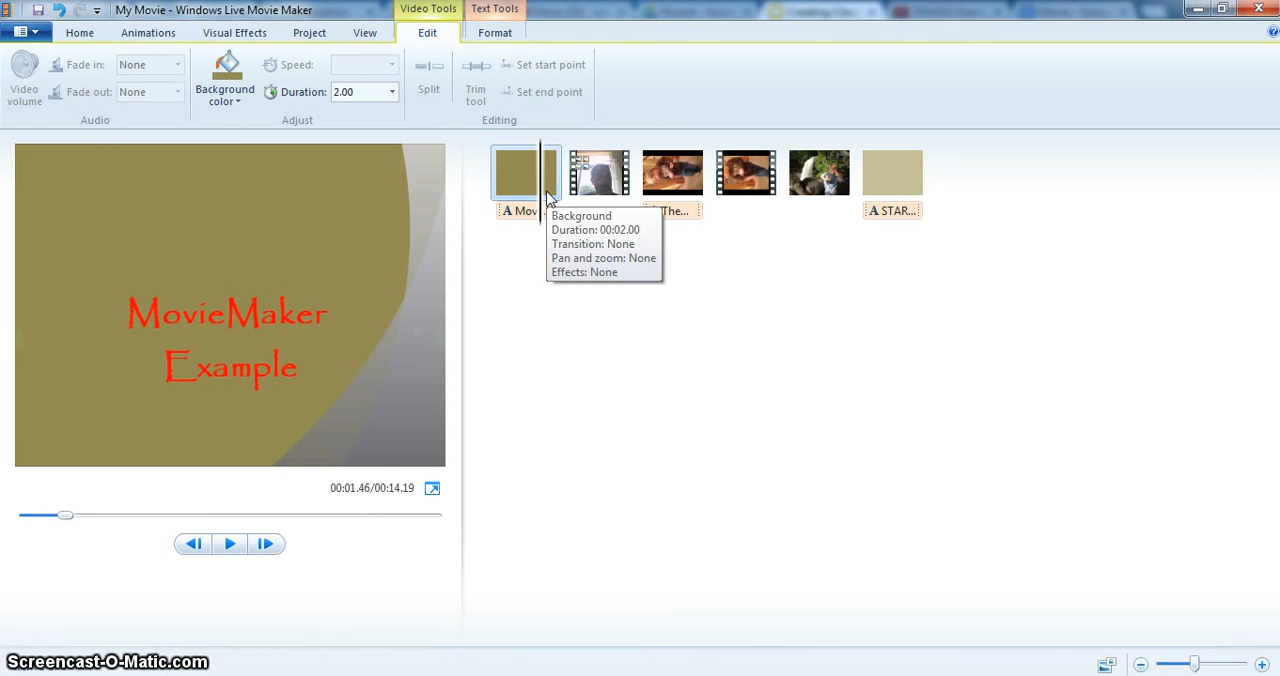 My Movie - Windows Live Movie Maker
Video Tools
Text Tools
Home
Animations
Visual Effects
Project
View
Edit
Format
Video volume
Fade in: None
Fade out: None
Audio
Background color
Speed:
Duration: 2.00
Adjust
Split
Trim tool
Set start point
Set end point
Editing
MovieMaker
Example
00:01.46/00:14.19
A Mov
The...
A STAR...
Background
Duration: 00:02.00
Transition: None
Pan and zoom: None
Effects: None
Screencast-O-Matic.com